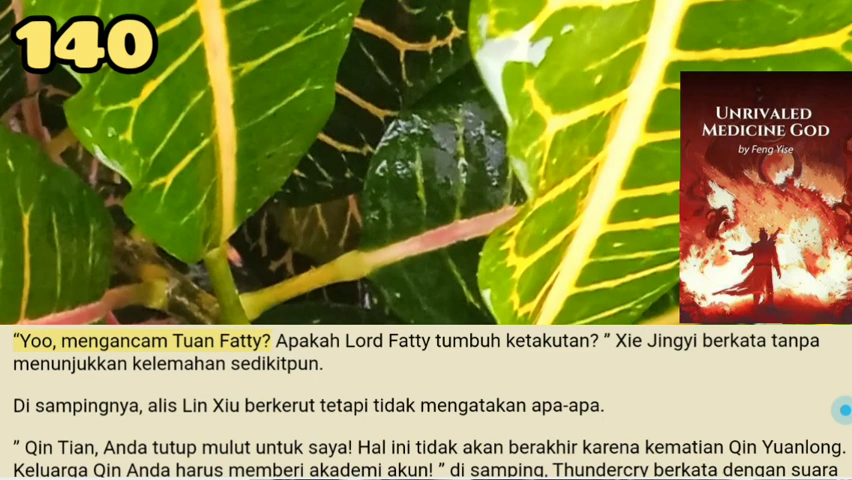 140
UNRIVALED
MEDICINE GOD
by Feng Yise
“Yoo, mengancam Tuan Fatty? Apakah Lord Fatty tumbuh ketakutan? ” Xie Jingyi berkata tanpa
menunjukkan kelemahan sedikitpun.
Di sampingnya, alis Lin Xiu berkerut tetapi tidak mengatakan apa-apa.
” Qin Tian, Anda tutup mulut untuk saya! Hal ini tidak akan berakhir karena kematian Qin Yuanlong.
Keluarga Qin Anda harus memberi akademi akun! ” di samping, Thundercry berkata dengan suara